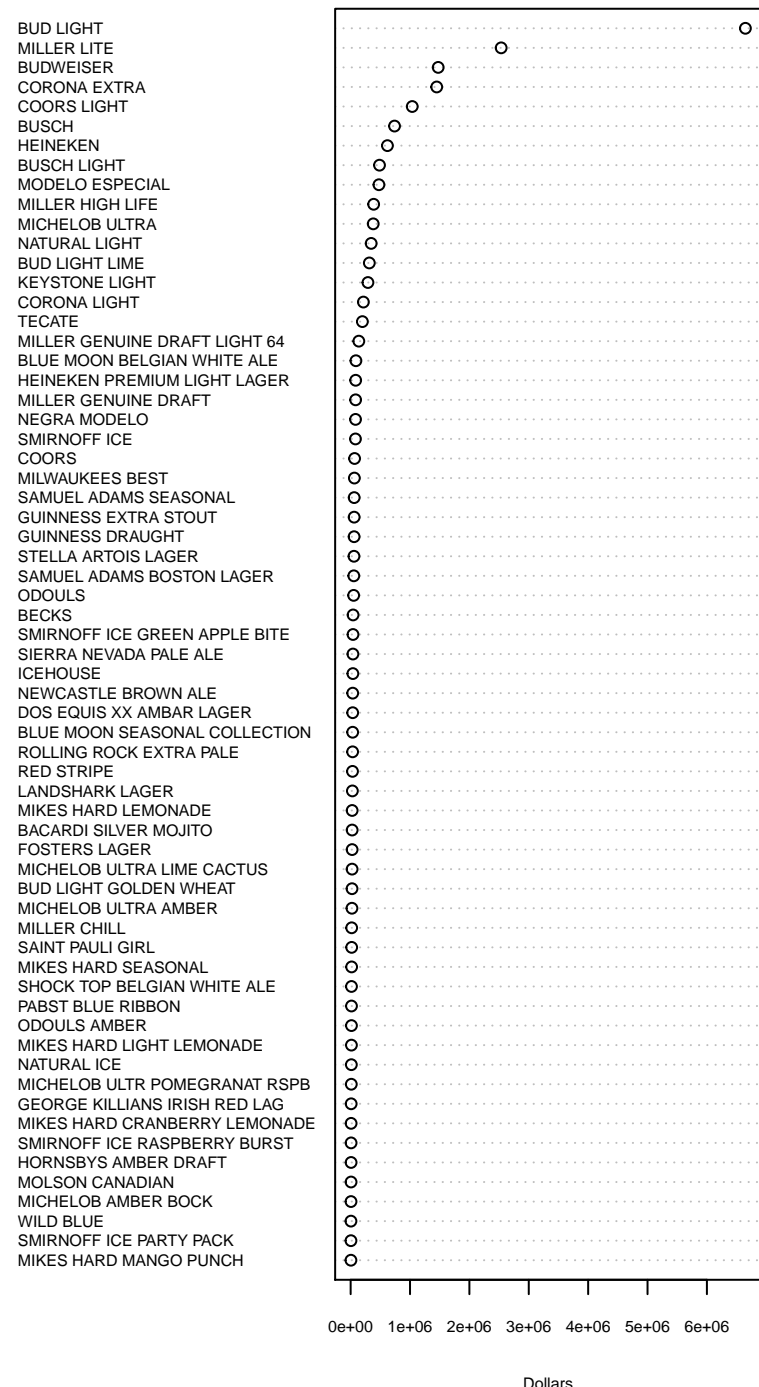 BUD LIGHT
MILLER LITE
BUDWEISER
CORONA EXTRA
COORS LIGHT
BUSCH
HEINEKEN
BUSCH LIGHT
MODELO ESPECIAL
MILLER HIGH LIFE
MICHELOB ULTRA
NATURAL LIGHT
BUD LIGHT LIME
KEYSTONE LIGHT
CORONA LIGHT
TECATE
MILLER GENUINE DRAFT LIGHT 64
BLUE MOON BELGIAN WHITE ALE
HEINEKEN PREMIUM LIGHT LAGER
MILLER GENUINE DRAFT
NEGRA MODELO
SMIRNOFF ICE
COORS
MILWAUKEES BEST
SAMUEL ADAMS SEASONAL
GUINNESS EXTRA STOUT
GUINNESS DRAUGHT
STELLA ARTOIS LAGER
SAMUEL ADAMS BOSTON LAGER
ODOULS
BECKS
SMIRNOFF ICE GREEN APPLE BITE
SIERRA NEVADA PALE ALE
ICEHOUSE
NEWCASTLE BROWN ALE
DOS EQUIS XX AMBAR LAGER
BLUE MOON SEASONAL COLLECTION
ROLLING ROCK EXTRA PALE
RED STRIPE
LANDSHARK LAGER
MIKES HARD LEMONADE
BACARDI SILVER MOJITO
FOSTERS LAGER
MICHELOB ULTRA LIME CACTUS
BUD LIGHT GOLDEN WHEAT
MICHELOB ULTRA AMBER
MILLER CHILL
SAINT PAULI GIRL
MIKES HARD SEASONAL
SHOCK TOP BELGIAN WHITE ALE
PABST BLUE RIBBON
ODOULS AMBER
MIKES HARD LIGHT LEMONADE
NATURAL ICE
MICHELOB ULTR POMEGRANAT RSPB
GEORGE KILLIANS IRISH RED LAG
MIKES HARD CRANBERRY LEMONADE
SMIRNOFF ICE RASPBERRY BURST
HORNSBYS AMBER DRAFT
MOLSON CANADIAN
MICHELOB AMBER BOCK
WILD BLUE
SMIRNOFF ICE PARTY PACK
MIKES HARD MANGO PUNCH
0e+00 1e+06 2e+06 3e+06 4e+06 5e+06 6e+06
Dollars